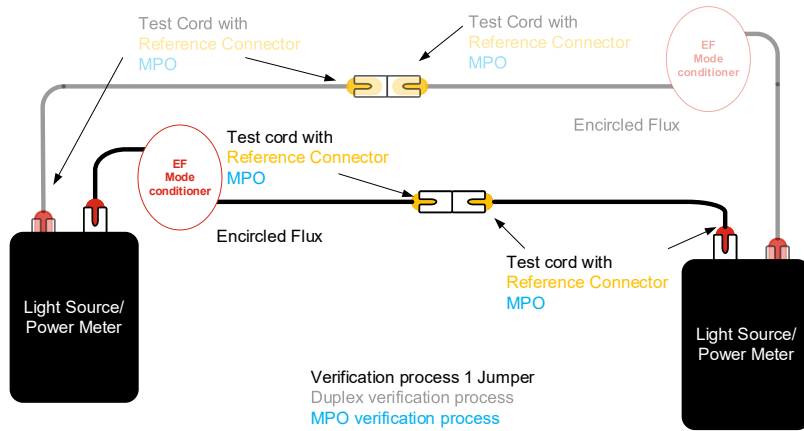 Test Cord with
Reference Connector
MPO
Test Cord with
Reference Connector
MPO
EF
Mode
conditioner
Encircled Flux
EF
Mode
conditioner
Test cord with
Reference Connector
MPO
Encircled Flux
Test cord with
Reference Connector
MPO
Light Source/
Power Meter
Light Source/
Power Meter
Verification process 1 Jumper
Duplex verification process
MPO verification process